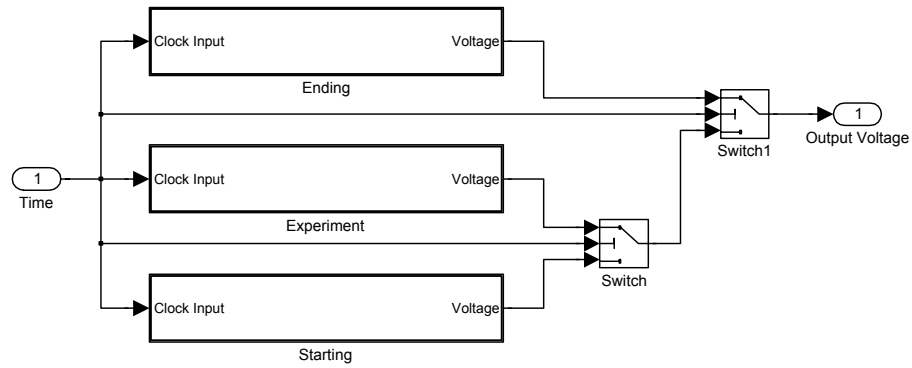 Clock Input Voltage
Ending
Switch1
1
Output Voltage
1
Time
Clock Input Voltage
Experiment
Switch
Clock Input Voltage
Starting